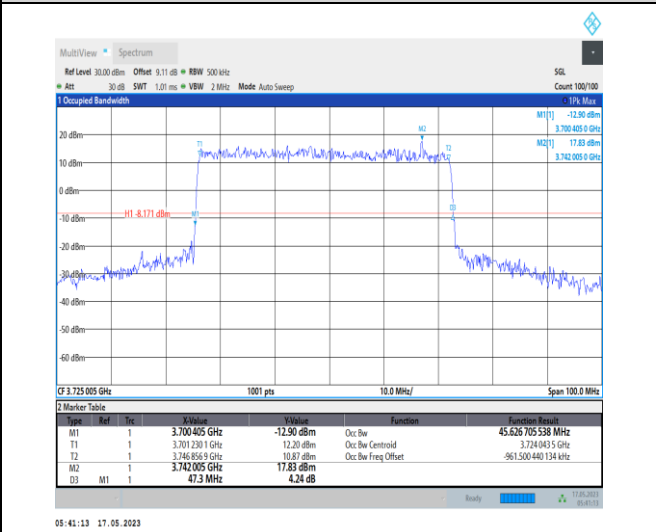 MultiView Spectrum
Ref Level 30.00 dBm Offset 9.11 dB RBW 500 kHz SGL
Att 30 dB SWT 1.01 ms VBW 2 MHz Mode Auto Sweep Count 100/100
1 Occupied Bandwidth 1Pk Max
M1[1] -12.90 dBm
3.700 405 0 GHz
M2[1] 17.83 dBm
3.742 005 0 GHz
M2
T1
T2
20 dBm
10 dBm
0 dBm
D3
H1 -8.171 dBm
M1
-10 dBm
-20 dBm
-30 dBm
-40 dBm
-50 dBm
-60 dBm
CF 3.725 005 GHz 1001 pts 10.0 MHz/ Span 100.0 MHz
2 Marker Table
Type Ref Trc X-Value Y-Value Function Function Result
M1 1 3.700 405 GHz -12.90 dBm Occ Bw 45.626 705 538 MHz
T1 1 3.701 230 1 GHz 12.20 dBm Occ Bw Centroid 3.724 043 5 GHz
T2 1 3.746 856 9 GHz 10.87 dBm Occ Bw Freq Offset -961.500 440 134 kHz
M2 1 3.742 005 GHz 17.83 dBm
D3 M1 1 47.3 MHz 4.24 dB
Ready 17.05.2023
05:41:13
05:41:13 17.05.2023